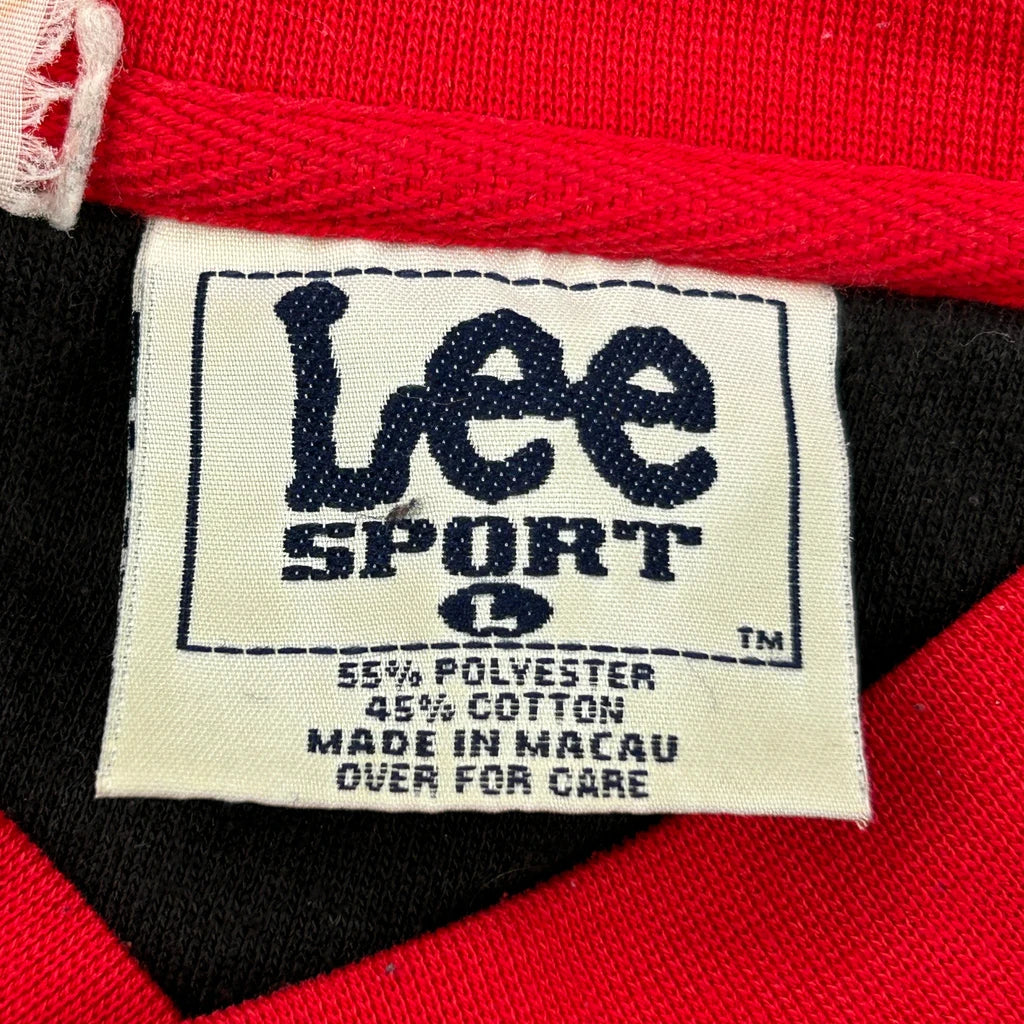 Lee
SPORT
L
TM
55% POLYESTER
45% COTTON
MADE IN MACAU
OVER FOR CARE